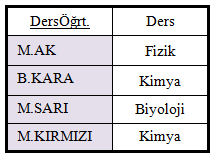 DersÖğrt. Ders
M.AK Fizik
B.KARA Kimya
M.SARI Biyoloji
M.KIRMIZI Kimya